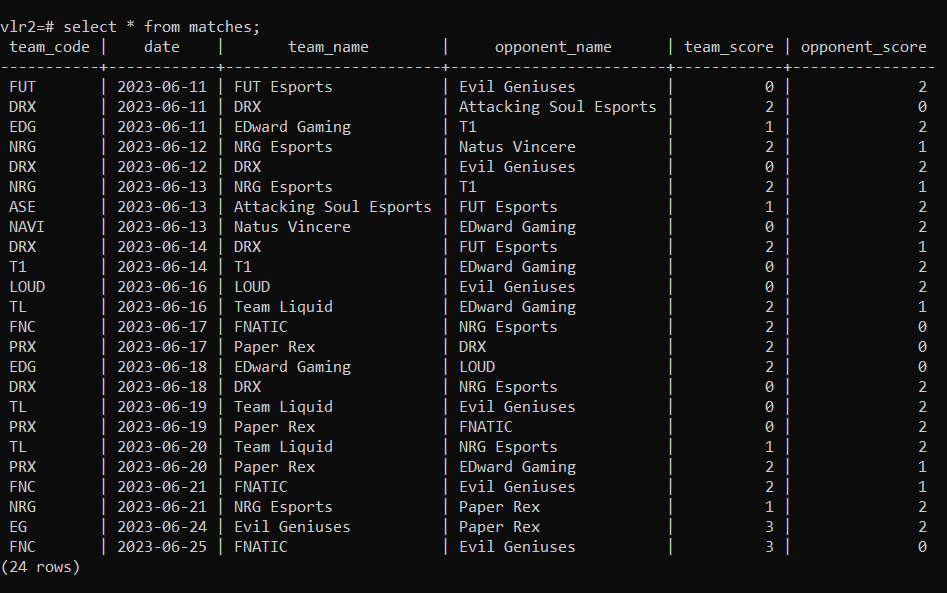 vlr2=# select * from matches;
 team_code |    date    |       team_name        |     opponent_name      | team_score | opponent_score
-----------+------------+------------------------+------------------------+------------+----------------
 FUT       | 2023-06-11 | FUT Esports            | Evil Geniuses          |          0 |              2
 DRX       | 2023-06-11 | DRX                    | Attacking Soul Esports |          2 |              0
 EDG       | 2023-06-11 | EDward Gaming          | T1                     |          1 |              2
 NRG       | 2023-06-12 | NRG Esports            | Natus Vincere          |          2 |              1
 DRX       | 2023-06-12 | DRX                    | Evil Geniuses          |          0 |              2
 NRG       | 2023-06-13 | NRG Esports            | T1                     |          2 |              1
 ASE       | 2023-06-13 | Attacking Soul Esports | FUT Esports            |          1 |              2
 NAVI      | 2023-06-13 | Natus Vincere          | EDward Gaming          |          0 |              2
 DRX       | 2023-06-14 | DRX                    | FUT Esports            |          2 |              1
 T1        | 2023-06-14 | T1                     | EDward Gaming          |          0 |              2
 LOUD      | 2023-06-16 | LOUD                   | Evil Geniuses          |          0 |              2
 TL        | 2023-06-16 | Team Liquid            | EDward Gaming          |          2 |              1
 FNC       | 2023-06-17 | FNATIC                 | NRG Esports            |          2 |              0
 PRX       | 2023-06-17 | Paper Rex              | DRX                    |          2 |              0
 EDG       | 2023-06-18 | EDward Gaming          | LOUD                   |          2 |              0
 DRX       | 2023-06-18 | DRX                    | NRG Esports            |          0 |              2
 TL        | 2023-06-19 | Team Liquid            | Evil Geniuses          |          0 |              2
 PRX       | 2023-06-19 | Paper Rex              | FNATIC                 |          0 |              2
 TL        | 2023-06-20 | Team Liquid            | NRG Esports            |          1 |              2
 PRX       | 2023-06-20 | Paper Rex              | EDward Gaming          |          2 |              1
 FNC       | 2023-06-21 | FNATIC                 | Evil Geniuses          |          2 |              1
 NRG       | 2023-06-21 | NRG Esports            | Paper Rex              |          1 |              2
 EG        | 2023-06-24 | Evil Geniuses          | Paper Rex              |          3 |              2
 FNC       | 2023-06-25 | FNATIC                 | Evil Geniuses          |          3 |              0
(24 rows)